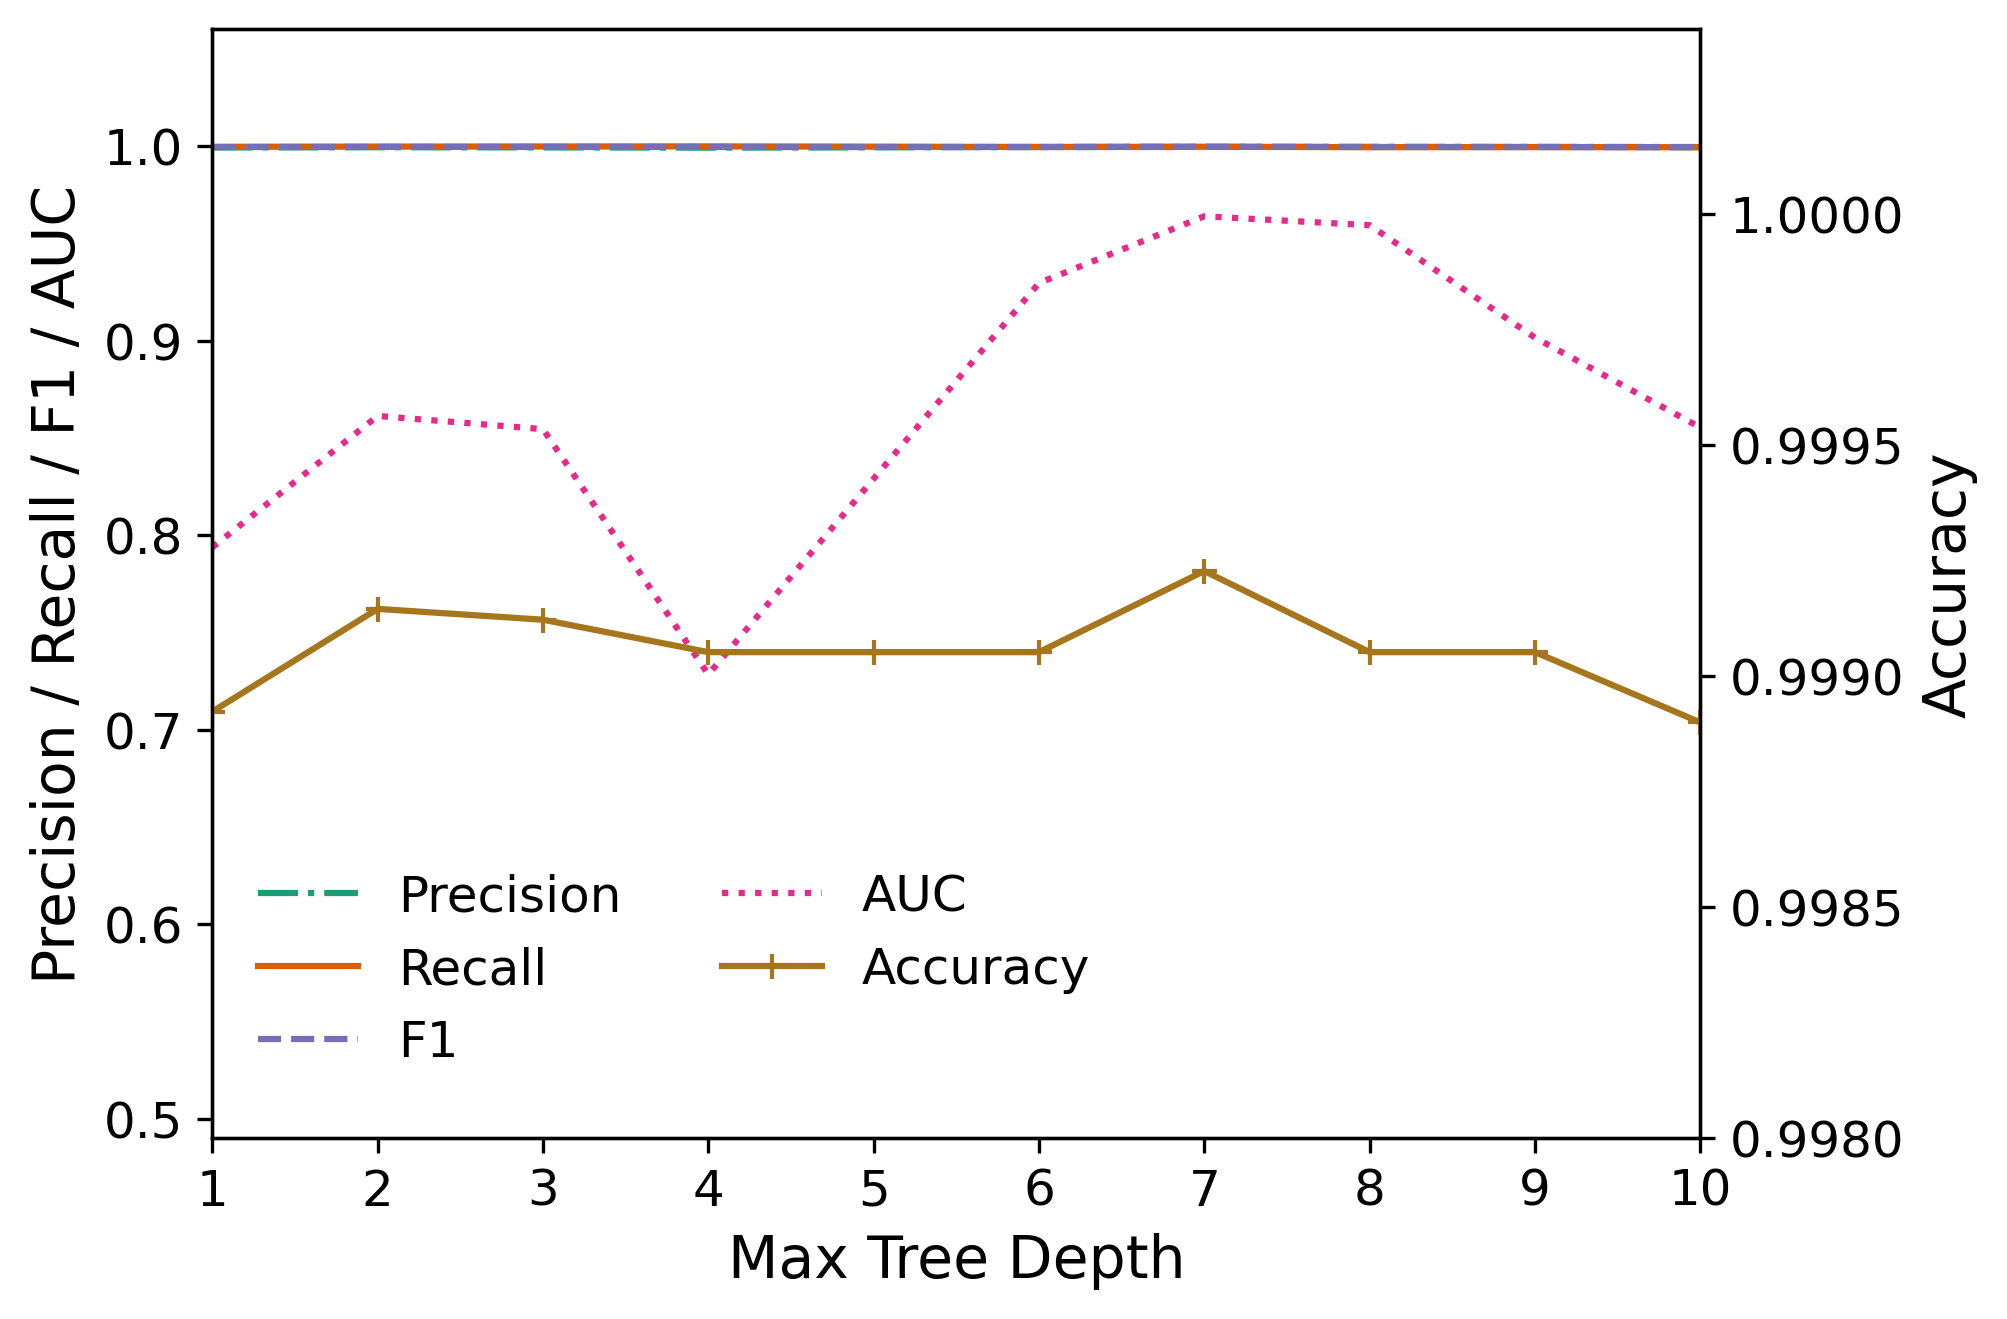 Precision / Recall / F1 / AUC
1.0
0.9
0.8
0.7
0.6
0.5
1.0000
0.9995
0.9990
0.9985
0.9980
Accuracy
Precision
Recall
F1
AUC
Accuracy
1 2 3 4 5 6 7 8 9 10
Max Tree Depth